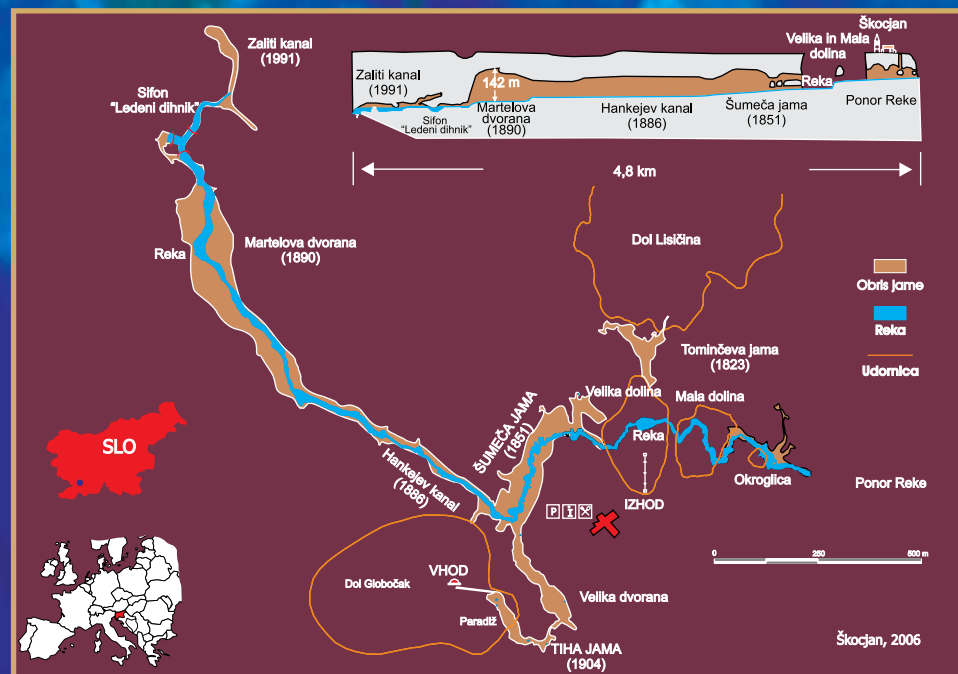 Zaliti kanal
(1991)
Sifon
"Ledeni dihnik"
Škocjan
Velika in Mala
dolina
Zaliti kanal
(1991)
142 m
Reka
Sifon
"Ledeni dihnik"
Martelova
dvorana
(1890)
Hankejev kanal
(1886)
Šumeča jama
(1851)
Ponor Reke
4,8 km
Reka
Martelova dvorana
(1890)
Dol Lisičina
Obris jame
Reka
Udornica
Tominčeva jama
(1823)
Velika dolina
Mala dolina
ŠUMEČA JAMA
(1851)
Reka
SLO
Hankejev kanal
(1886)
Okroglica
Ponor Reke
IZHOD
P
i
0 250 500 m
VHOD
Dol Globočak
Velika dvorana
Paradiž
TIHA JAMA
(1904)
Škocjan, 2006